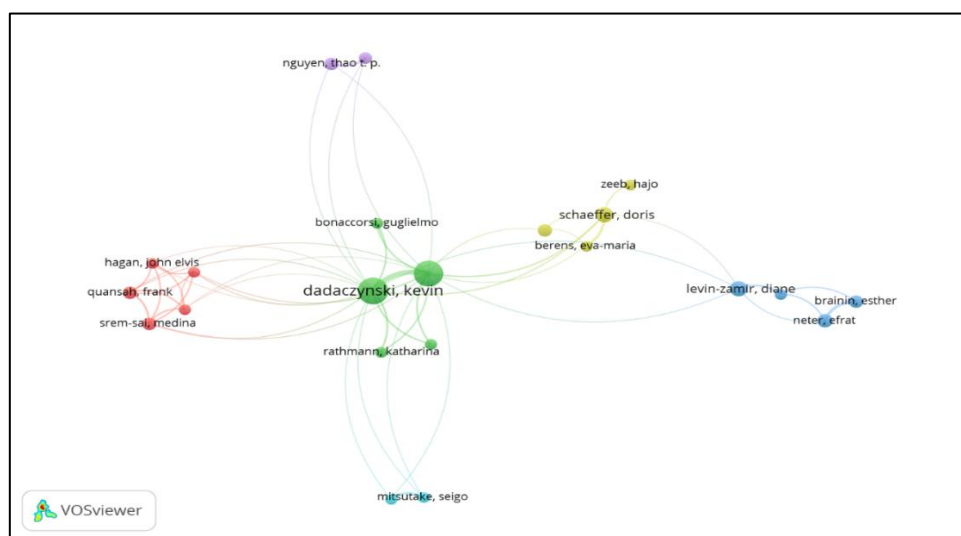 nguyen, thao t. p.
zeeb, hajo
bonaccorsi, guglielmo
schaeffer, doris
berens, eva-maria
hagan, john elvis
quansah, frank
dadaczynski, kevin
levin-zamir, diane
brainin, esther
srem-sai, medina
neter, efrat
rathmann, katharina
mitsutake, seigo
VOSviewer